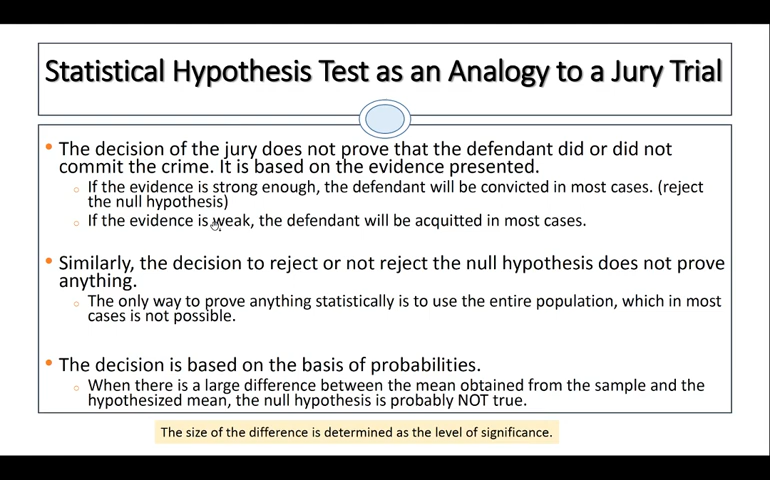 Statistical Hypothesis Test as an Analogy to a Jury Trial
• The decision of the jury does not prove that the defendant did or did not
commit the crime. It is based on the evidence presented.
○ If the evidence is strong enough, the defendant will be convicted in most cases. (reject
the null hypothesis)
○ If the evidence is weak, the defendant will be acquitted in most cases.
• Similarly, the decision to reject or not reject the null hypothesis does not prove
anything.
○ The only way to prove anything statistically is to use the entire population, which in most
cases is not possible.
• The decision is based on the basis of probabilities.
○ When there is a large difference between the mean obtained from the sample and the
hypothesized mean, the null hypothesis is probably NOT true.
The size of the difference is determined as the level of significance.